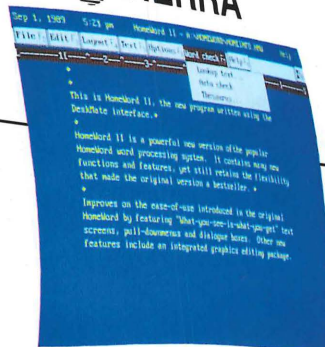 SIERRA
Sep 1, 1989 5:23 pm HomeWord II - A:\HOMEWORD\HOMEINFO.HRW Help
File: Edit: Layout: Text: Options: Word check: Help:
Lookup text
Auto check
Thesaurus
This is HomeWord II, the new program written using the
DeskMate interface.
HomeWord II is a powerful new version of the popular
HomeWord word processing system. It contains many new
functions and features, yet still retains the flexibility
that made the original version a bestseller.
Improves on the ease-of-use introduced in the original
HomeWord by featuring "What-you-see-is-what-you-get" text
screens, pull-downmenus and dialogue boxes. Other new
features include an integrated graphics editing package.